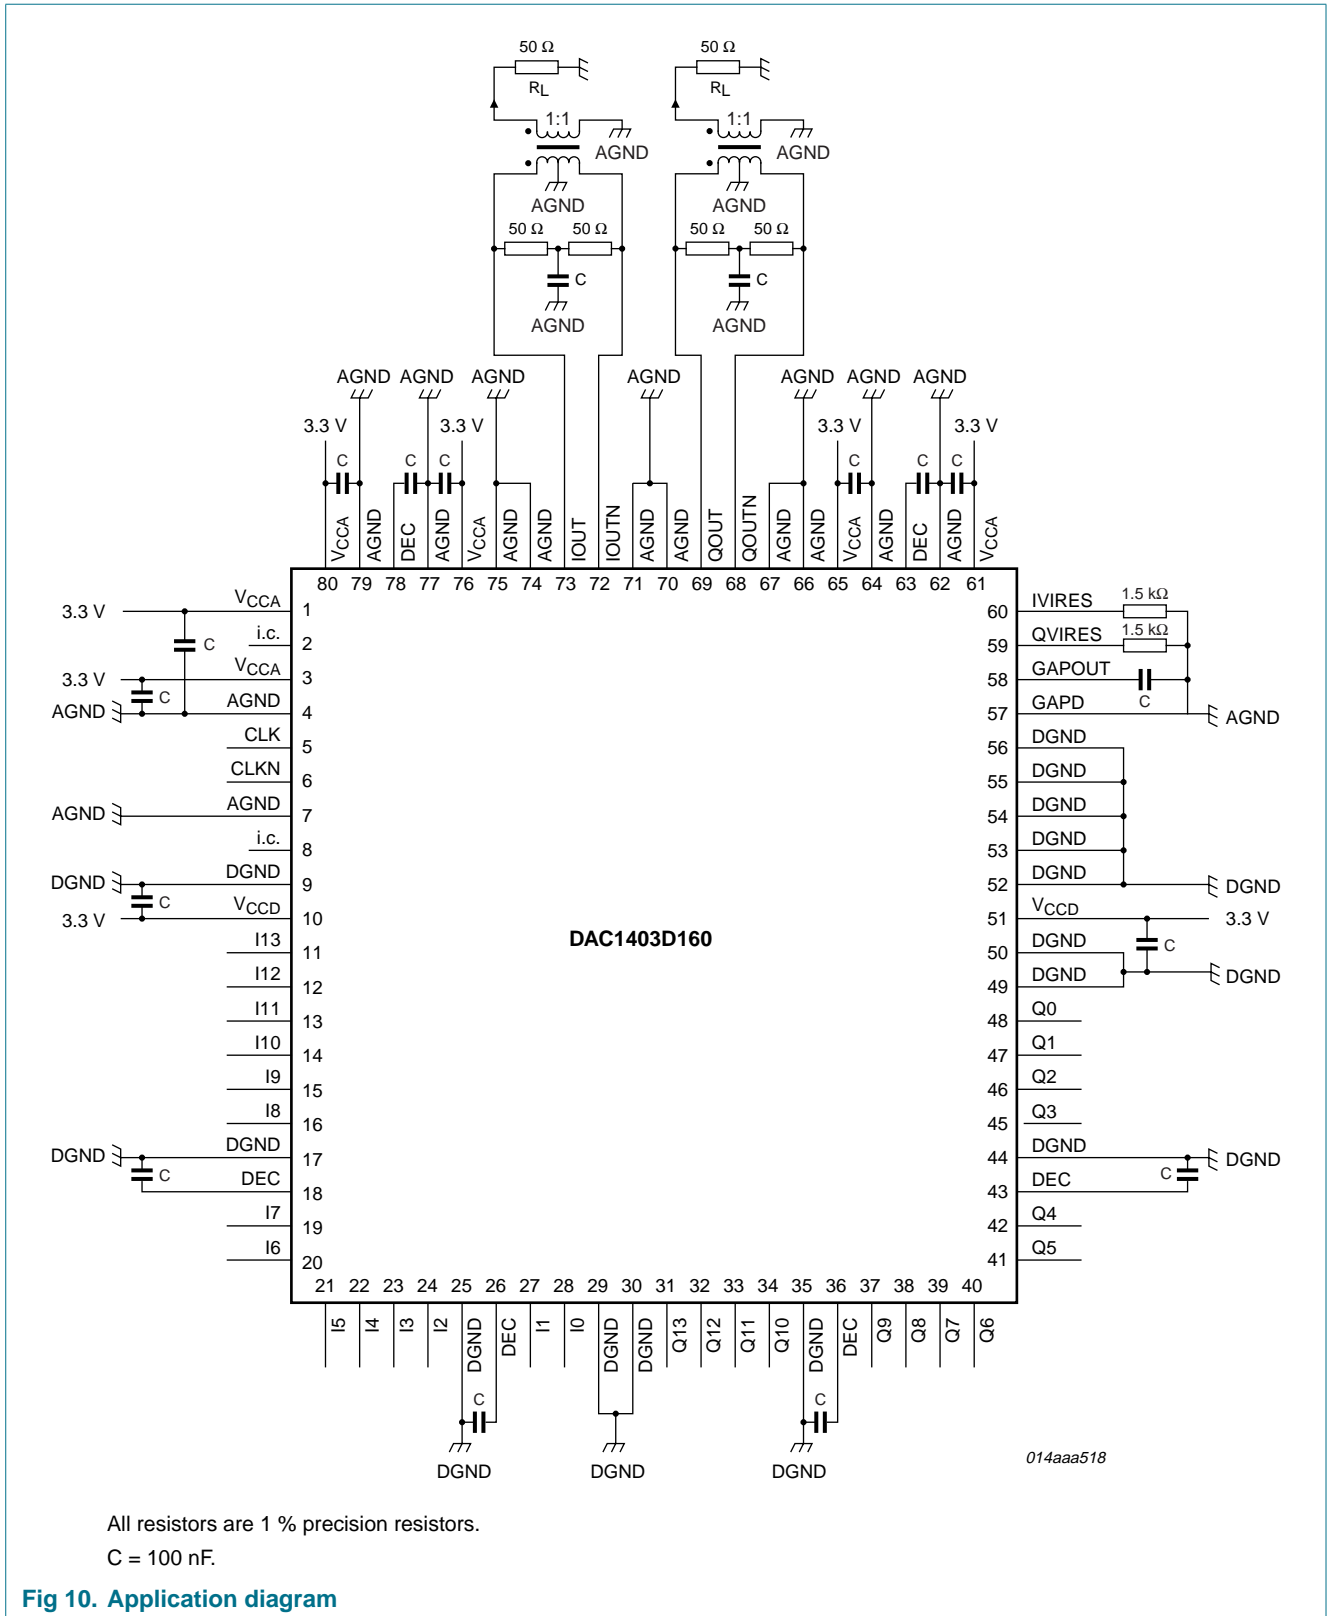 50 Ω 50 Ω
RL RL
1:1 1:1
AGND AGND
AGND AGND
50 Ω 50 Ω 50 Ω 50 Ω
C C
AGND AGND
AGND AGND AGND AGND AGND AGND AGND
3.3 V 3.3 V 3.3 V 3.3 V
C C C C C C
VCCA AGND DEC AGND VCCA AGND AGND IOUT IOUTN AGND AGND QOUT QOUTN AGND AGND VCCA AGND DEC AGND VCCA
80 79 78 77 76 75 74 73 72 71 70 69 68 67 66 65 64 63 62 61
3.3 V VCCA 1 60 IVIRES 1.5 kΩ
C i.c. 2 59 QVIRES 1.5 kΩ
3.3 V VCCA 3 58 GAPOUT C
C
AGND AGND 4 57 GAPD AGND
CLK 5 56 DGND
CLKN 6 55 DGND
AGND AGND 7 54 DGND
i.c. 8 53 DGND
DGND DGND 9 52 DGND DGND
C
3.3 V VCCD 10 51 VCCD 3.3 V
DAC1403D160
I13 11 50 DGND C
I12 12 49 DGND DGND
I11 13 48 Q0
I10 14 47 Q1
I9 15 46 Q2
I8 16 45 Q3
DGND DGND 17 44 DGND DGND
C C
DEC 18 43 DEC
I7 19 42 Q4
I6 20 41 Q5
21 22 23 24 25 26 27 28 29 30 31 32 33 34 35 36 37 38 39 40
I5 I4 I3 I2 DGND DEC I1 I0 DGND DGND Q13 Q12 Q11 Q10 DGND DEC Q9 Q8 Q7 Q6
C C
DGND DGND DGND
014aaa518
All resistors are 1 % precision resistors.
C = 100 nF.
Fig 10. Application diagram